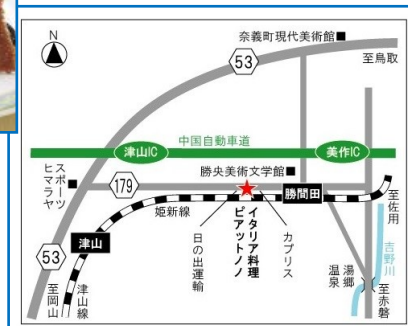 N
奈義町現代美術館
53
至鳥取
中国自動車道
津山IC
美作IC
スポーツ
ヒマラヤ
179
勝央美術文学館
勝間田
至佐用
姫新線
津山
日の出運輸
イタリア料理
ピアットノノ
カプリス
湯郷
温泉
吉野川
53
至岡山
津山線
至赤磐